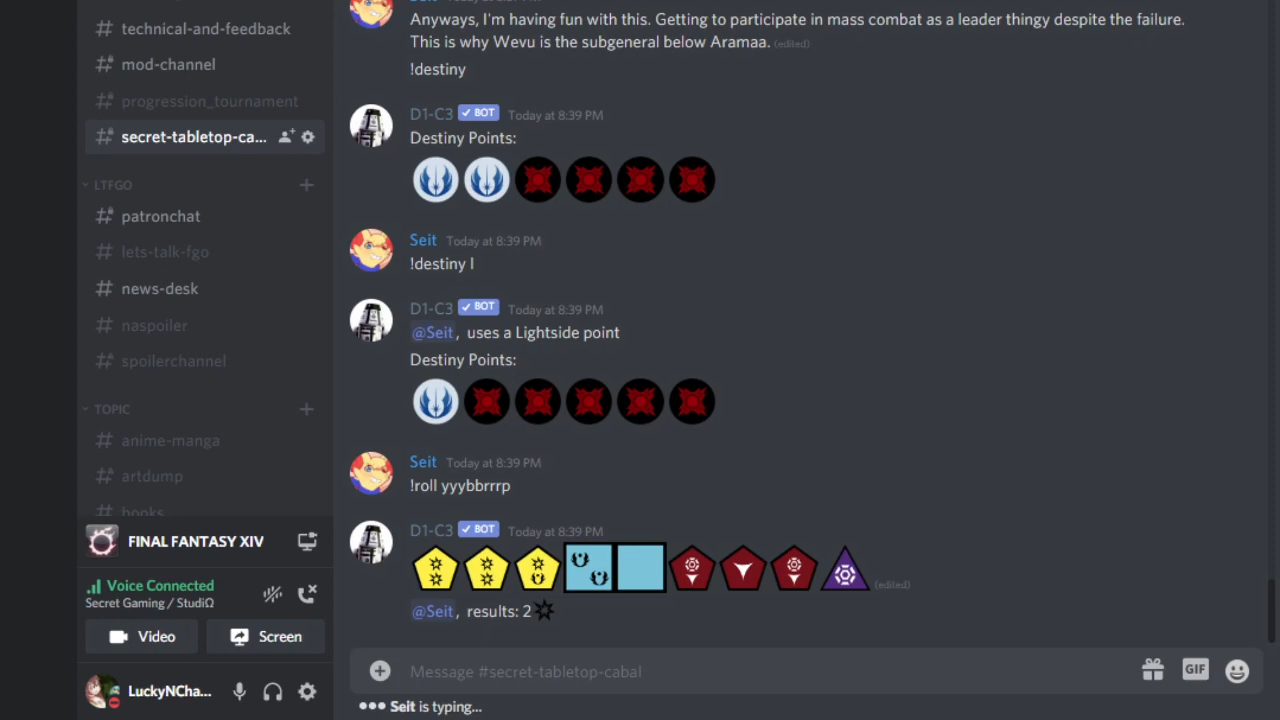 technical-and-feedback
mod-channel
progression_tournament
secret-tabletop-ca...
LTFGO
patronchat
lets-talk-fgo
news-desk
naspoiler
spoilerchannel
TOPIC
anime-manga
artdump
books
FINAL FANTASY XIV
Voice Connected
Secret Gaming / StudiΩ
Video
Screen
LuckyNCha...
Anyways, I'm having fun with this. Getting to participate in mass combat as a leader thingy despite the failure.
This is why Wevu is the subgeneral below Aramaa. (edited)
!destiny
D1-C3 BOT Today at 8:39 PM
Destiny Points:
Seit Today at 8:39 PM
!destiny l
D1-C3 BOT Today at 8:39 PM
@Seit, uses a Lightside point
Destiny Points:
Seit Today at 8:39 PM
!roll yyybbrrrp
D1-C3 BOT Today at 8:39 PM
(edited)
@Seit, results: 2
Message #secret-tabletop-cabal
GIF
Seit is typing...